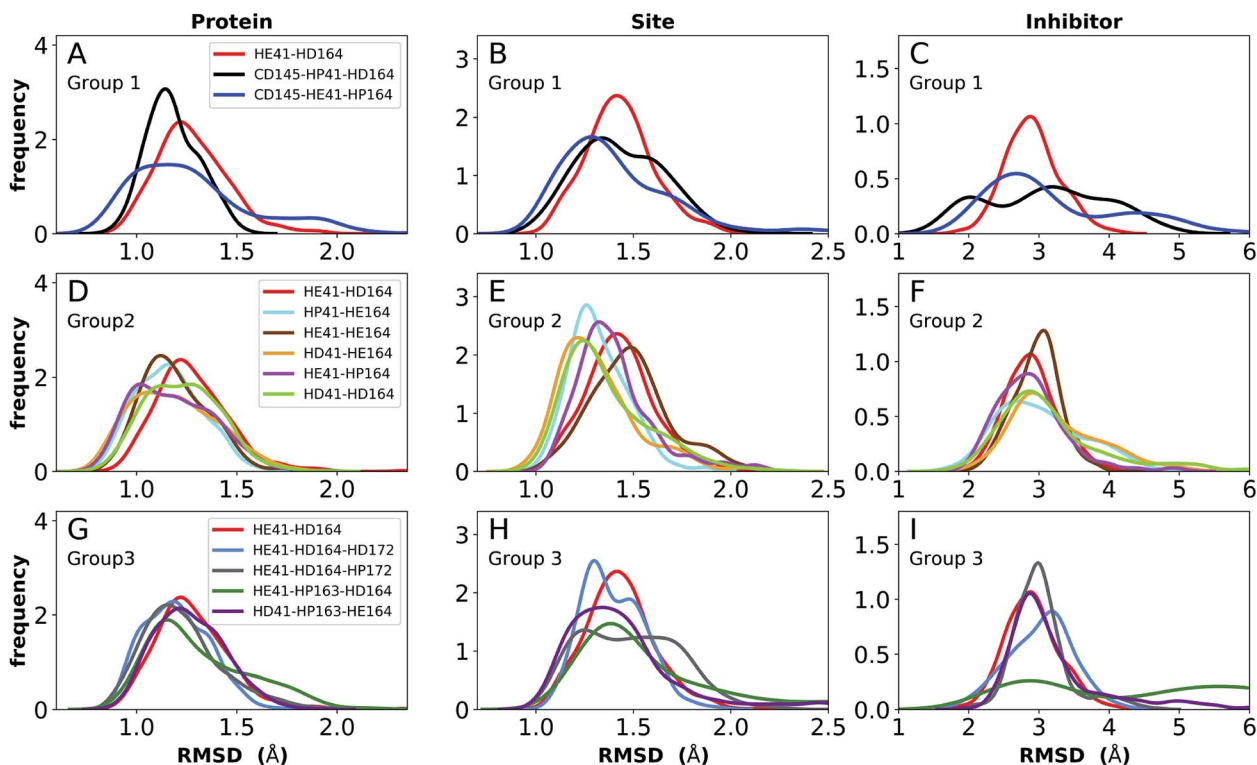 Protein
Site
Inhibitor
A
Group 1
HE41-HD164
CD145-HP41-HD164
CD145-HE41-HP164
frequency
4
2
0
1.0
1.5
2.0
B
Group 1
3
2
1
0
1.0
1.5
2.0
2.5
C
Group 1
1.5
1.0
0.5
0.0
1
2
3
4
5
6
D
Group2
HE41-HD164
HP41-HE164
HE41-HE164
HD41-HE164
HE41-HP164
HD41-HD164
frequency
4
2
0
1.0
1.5
2.0
E
Group 2
3
2
1
0
1.0
1.5
2.0
2.5
F
Group 2
1.5
1.0
0.5
0.0
1
2
3
4
5
6
G
Group3
HE41-HD164
HE41-HD164-HD172
HE41-HD164-HP172
HE41-HP163-HD164
HD41-HP163-HE164
frequency
4
2
0
1.0
1.5
2.0
RMSD (Å)
H
Group 3
3
2
1
0
1.0
1.5
2.0
2.5
RMSD (Å)
I
Group 3
1.5
1.0
0.5
0.0
1
2
3
4
5
6
RMSD (Å)